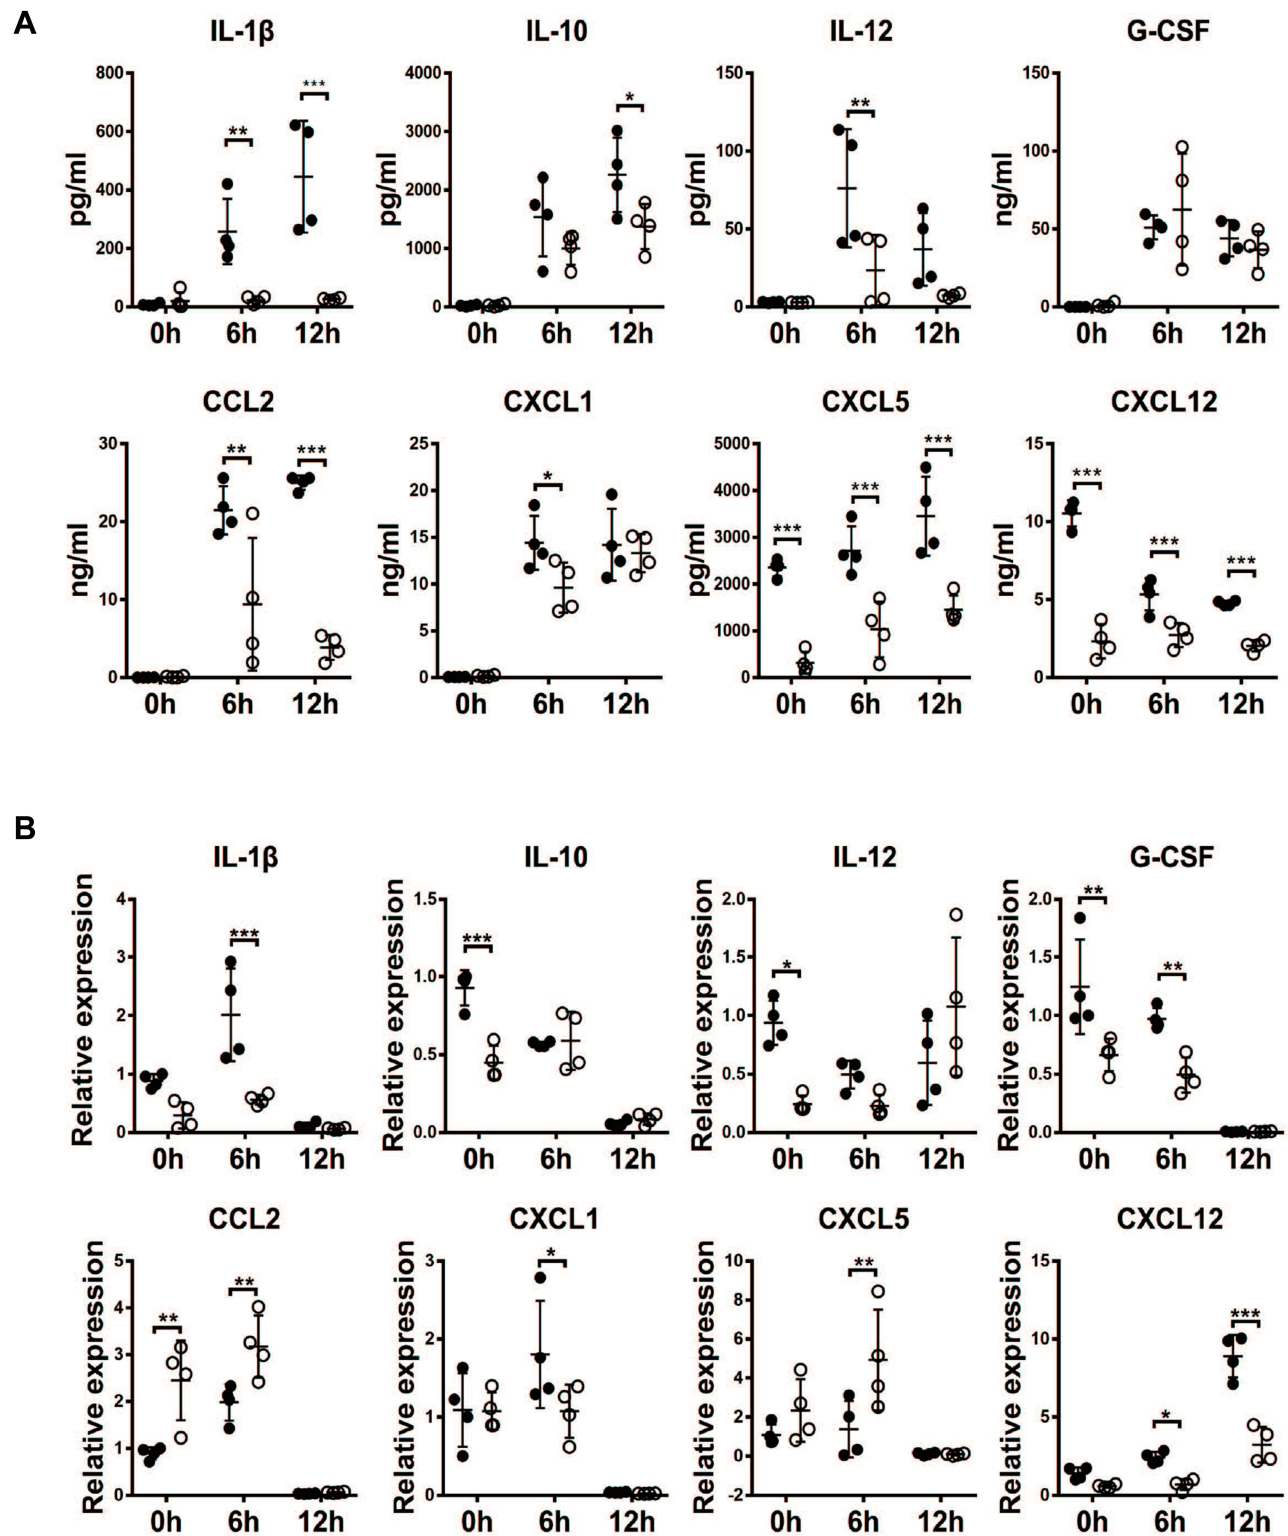 A
IL-1β IL-10 IL-12 G-CSF
800 4000 150 150
*** * **
600 3000
** 100 100
pg/ml pg/ml pg/ml ng/ml
400 2000
50 50
200 1000
0 0 0 0
0h 6h 12h 0h 6h 12h 0h 6h 12h 0h 6h 12h
CCL2 CXCL1 CXCL5 CXCL12
30 25 5000 15
** *** * *** *** *** *** *** ***
20 4000
20 10
15 3000
ng/ml ng/ml pg/ml ng/ml
10 2000
10 5
5 1000
0 0 0 0
0h 6h 12h 0h 6h 12h 0h 6h 12h 0h 6h 12h
B
IL-1β IL-10 IL-12 G-CSF
4 1.5 2.0 2.0
*** *** * ** **
3 1.5 1.5
1.0
Relative expression Relative expression Relative expression Relative expression
2 1.0 1.0
0.5
1 0.5 0.5
0 0.0 0.0 0.0
0h 6h 12h 0h 6h 12h 0h 6h 12h 0h 6h 12h
CCL2 CXCL1 CXCL5 CXCL12
5 3 10 15
** ** * ** * ***
4 8
2 6 10
3
Relative expression Relative expression Relative expression Relative expression
4
2
1 2 5
1
0
0 0 -2 0
0h 6h 12h 0h 6h 12h 0h 6h 12h 0h 6h 12h